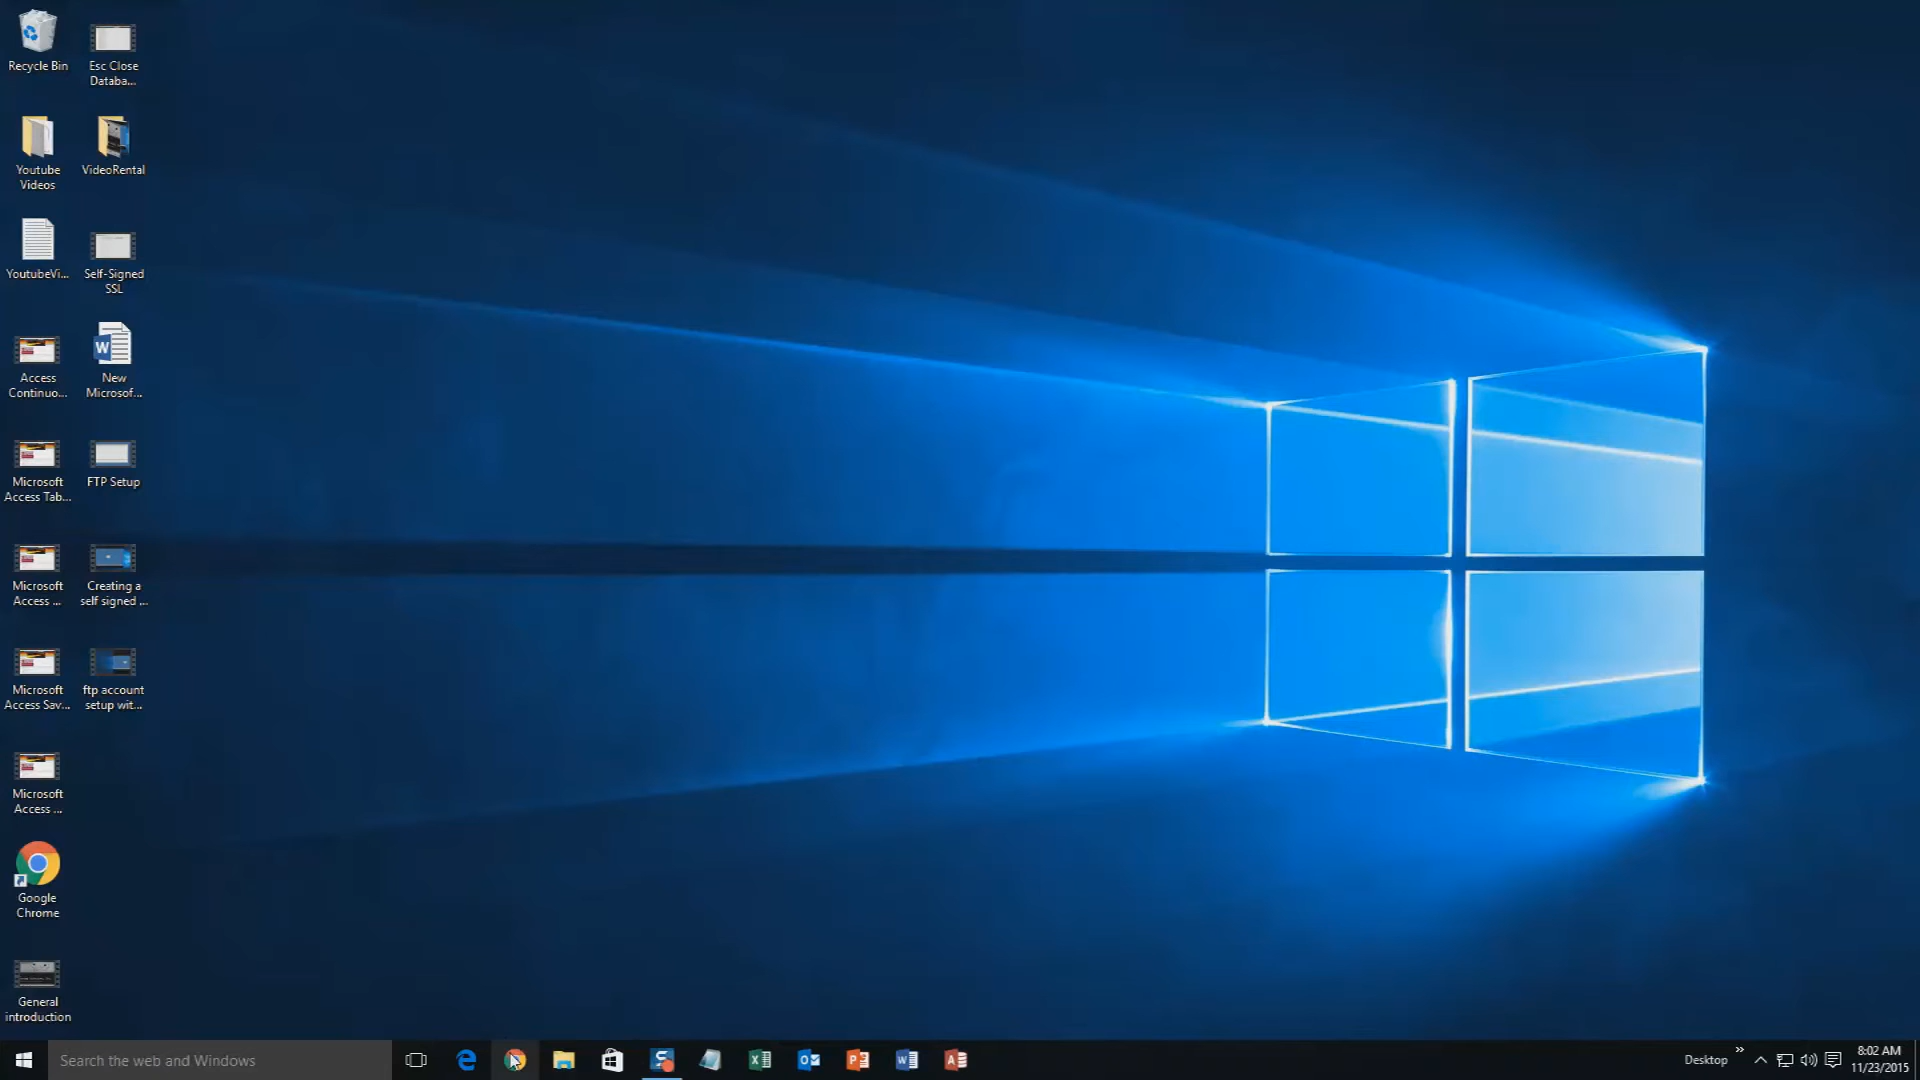 Recycle Bin
Esc Close
Databa...
Youtube
Videos
VideoRental
YoutubeVi...
Self-Signed
SSL
Access
Continuo...
New
Microsof...
Microsoft
Access Tab...
FTP Setup
Microsoft
Access ...
Creating a
self signed ...
Microsoft
Access Sav...
ftp account
setup wit...
Microsoft
Access ...
Google
Chrome
General
introduction
Search the web and Windows
Desktop
8:02 AM
11/23/2015